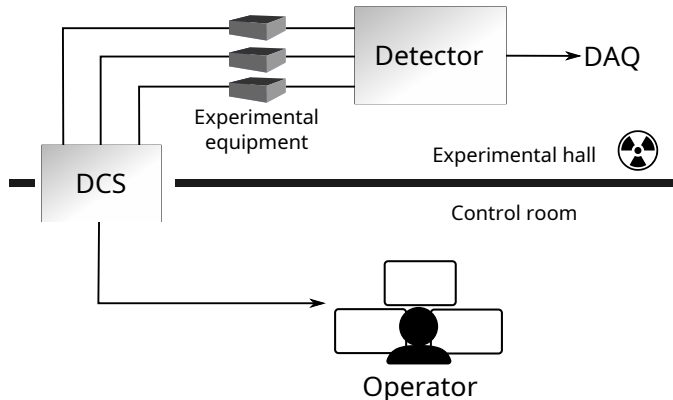 Detector
DAQ
Experimental
equipment
Experimental hall
DCS
Control room
Operator